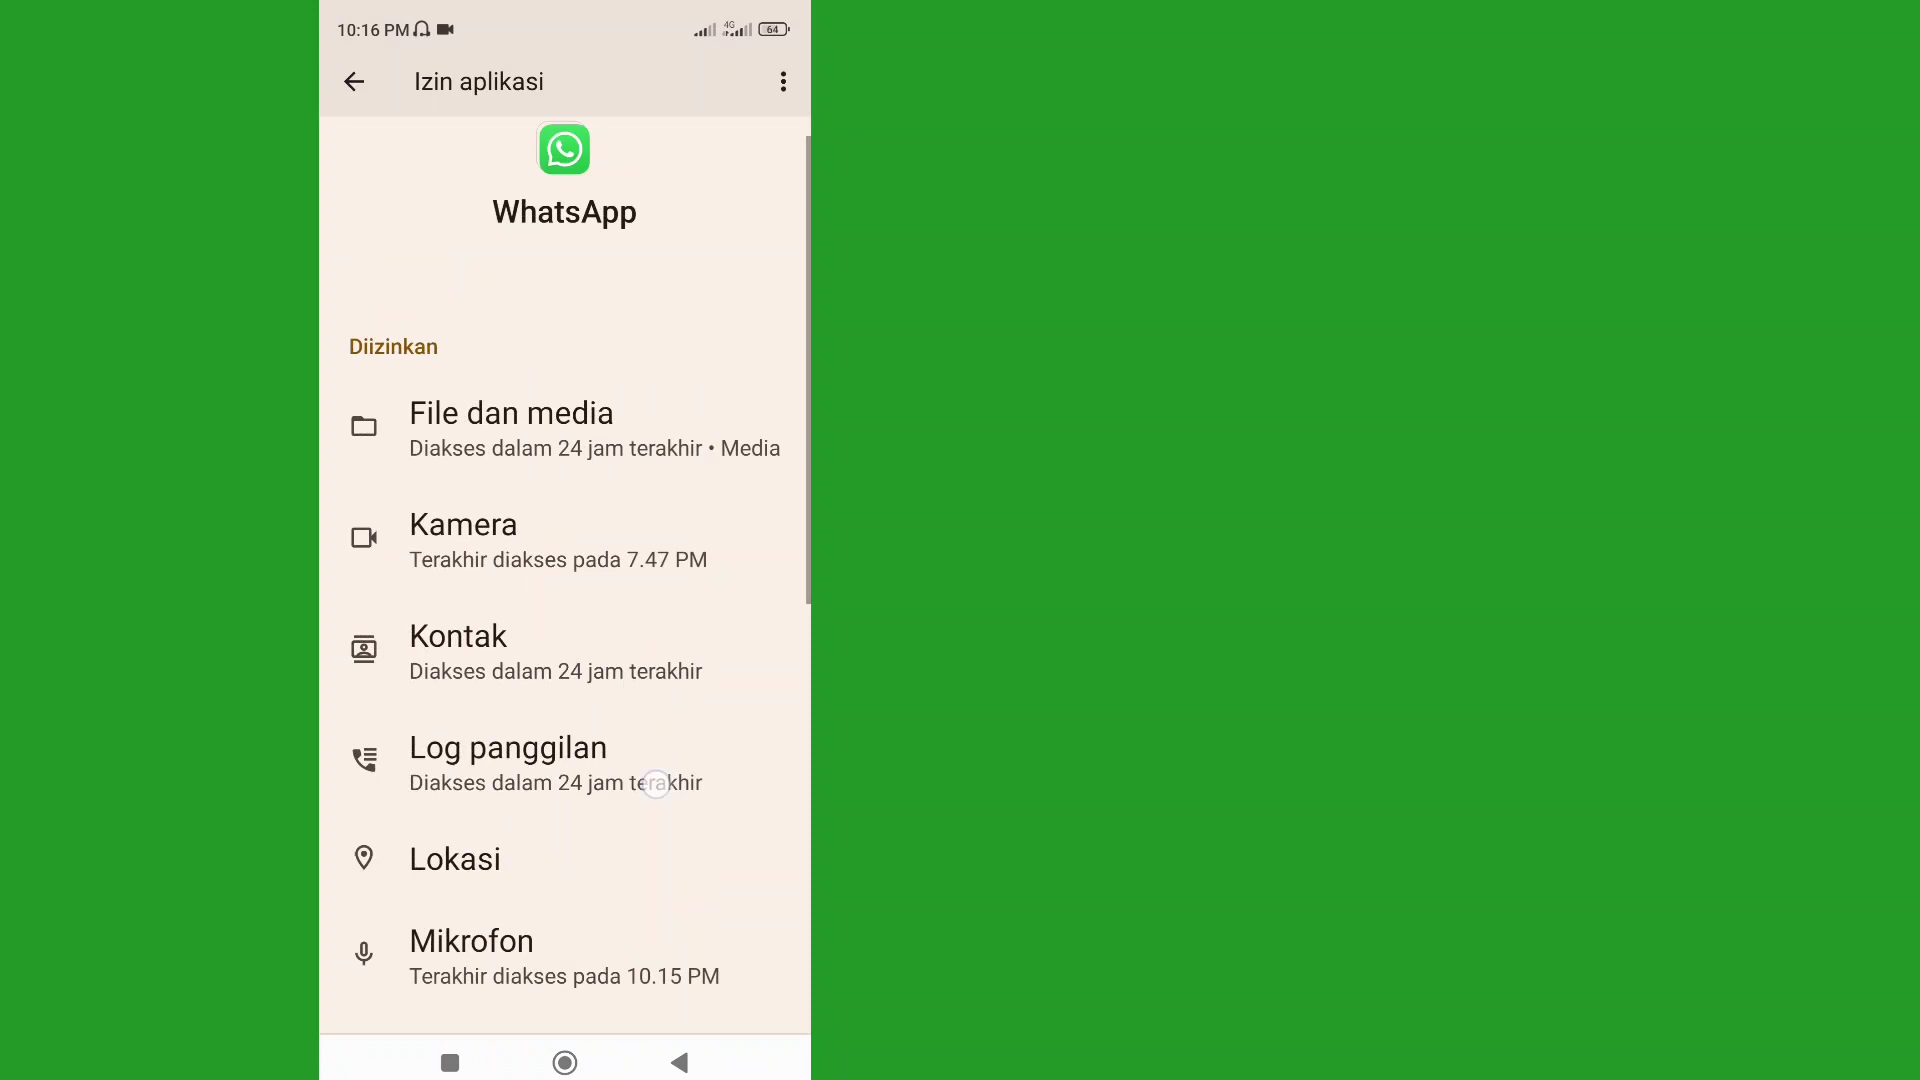 10:16 PM
4G
64
Izin aplikasi
WhatsApp
Diizinkan
File dan media
Diakses dalam 24 jam terakhir • Media
Kamera
Terakhir diakses pada 7.47 PM
Kontak
Diakses dalam 24 jam terakhir
Log panggilan
Diakses dalam 24 jam terakhir
Lokasi
Mikrofon
Terakhir diakses pada 10.15 PM